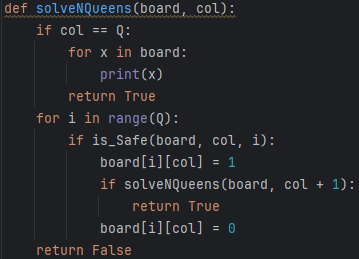 def solveNQueens(board, col):
    if col == Q:
        for x in board:
            print(x)
        return True
    for i in range(Q):
        if is_Safe(board, col, i):
            board[i][col] = 1
            if solveNQueens(board, col + 1):
                return True
            board[i][col] = 0
    return False